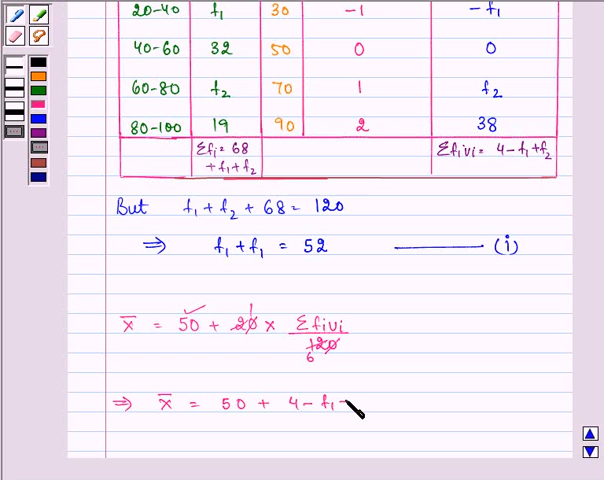 20-40 f₁ 30 -1 -f₁
40-60 32 50 0 0
60-80 f₂ 70 1 f₂
80-100 19 90 2 38
Σfi = 68 + f₁ + f₂ Σfivi = 4 - f₁ + f₂
But f₁ + f₂ + 68 = 120
⇒ f₁ + f₁ = 52 ——— (i)
x̄ = 50 + 20 × Σfivi / 120
1 6
⇒ x̄ = 50 + 4 - f₁